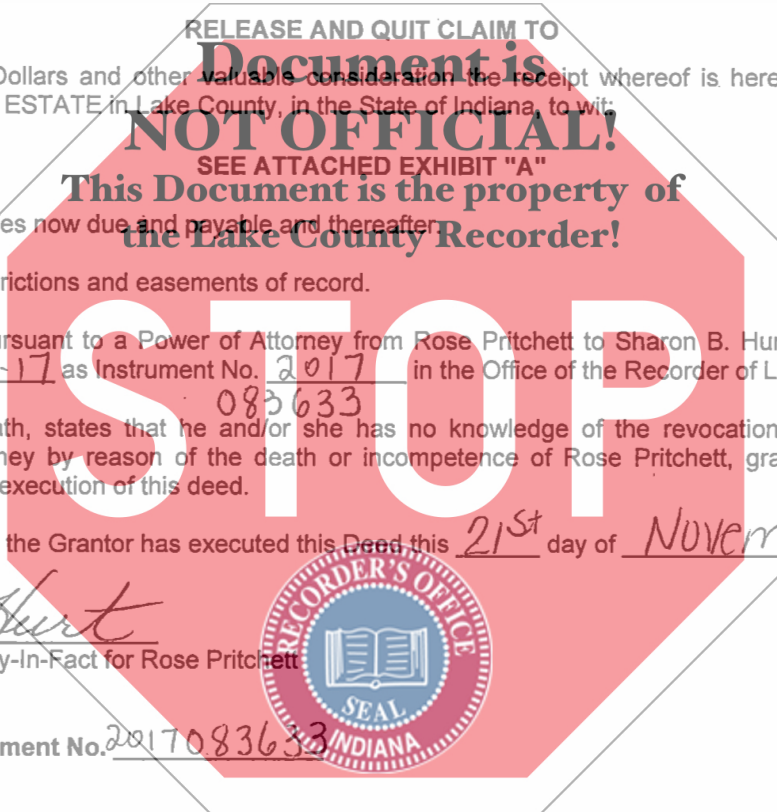 RELEASE AND QUIT CLAIM TO
Document is
Dollars and other valuable consideration the receipt whereof is here
ESTATE in Lake County, in the State of Indiana, to wit:
NOT OFFICIAL!
SEE ATTACHED EXHIBIT "A"
This Document is the property of
es now due and payable and thereafter.
the Lake County Recorder!
rictions and easements of record.
STOP
rsuant to a Power of Attorney from Rose Pritchett to Sharon B. Hu
-17 as Instrument No. 2017 in the Office of the Recorder of L
083633
ath, states that he and/or she has no knowledge of the revocation
ney by reason of the death or incompetence of Rose Pritchett, gra
execution of this deed.
the Grantor has executed this Deed this 21st day of Novem
Hurt
y-In-Fact for Rose Pritchett
RECORDER'S OFFICE
SEAL
INDIANA
ment No. 2017083633